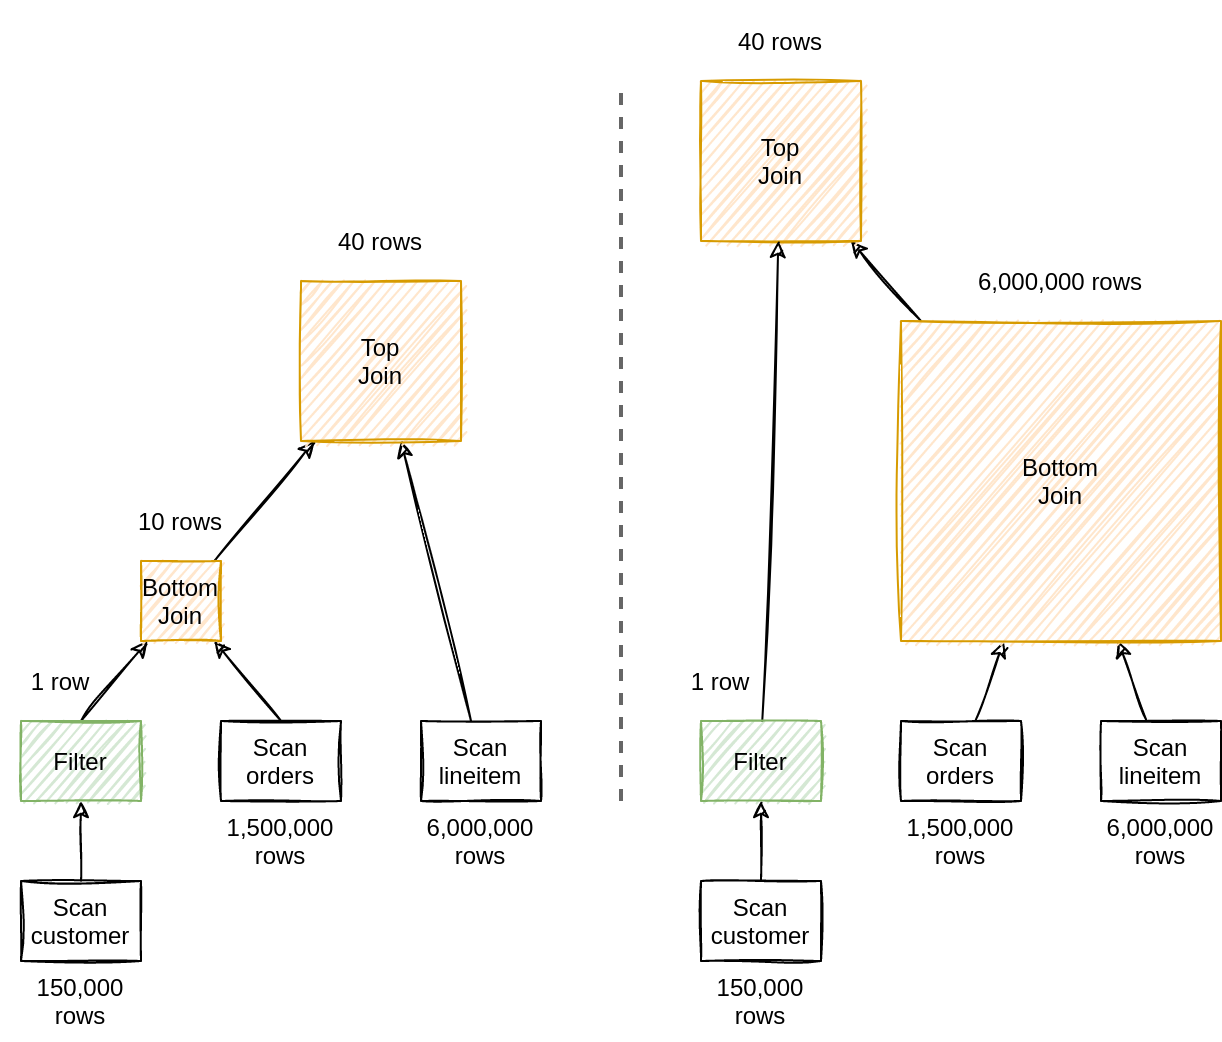 40 rows
Top
Join
10 rows
Bottom
Join
1 row
Filter
Scan
orders
Scan
lineitem
1,500,000
rows
6,000,000
rows
Scan
customer
150,000
rows
40 rows
Top
Join
6,000,000 rows
Bottom
Join
1 row
Filter
Scan
orders
Scan
lineitem
1,500,000
rows
6,000,000
rows
Scan
customer
150,000
rows